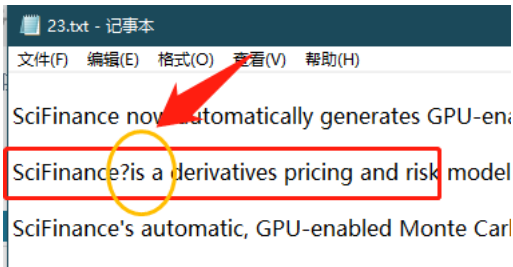 23.txt - 记事本
文件(F) 编辑(E) 格式(O) 查看(V) 帮助(H)
SciFinance now automatically generates GPU-ena
SciFinance?is a derivatives pricing and risk model
SciFinance's automatic, GPU-enabled Monte Carl